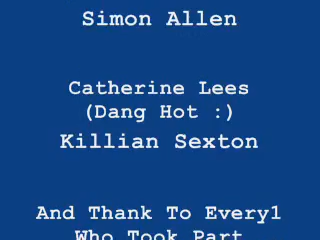 Simon Allen
Catherine Lees
(Dang Hot :)
Killian Sexton
And Thank To Every1
Who Took Part